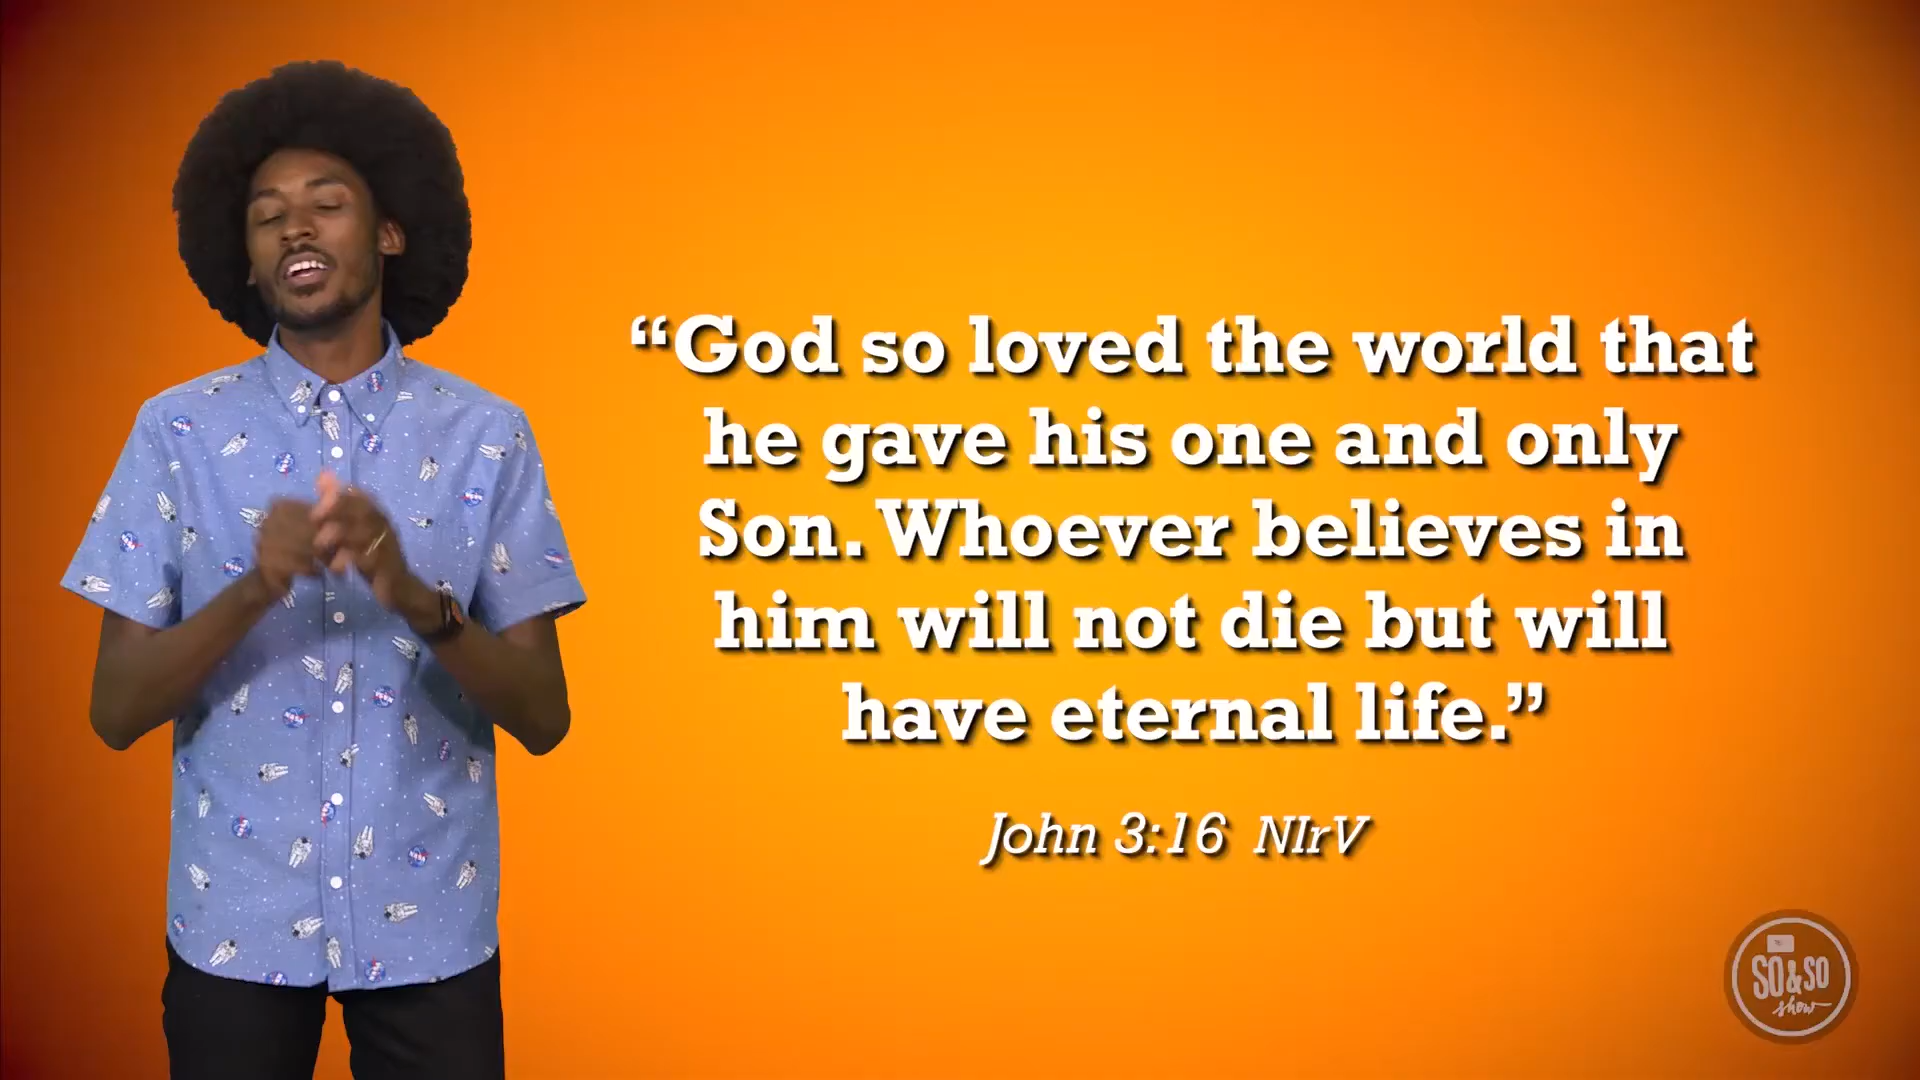 “God so loved the world that
he gave his one and only
Son. Whoever believes in
him will not die but will
have eternal life.”
John 3:16 NIrV
SO & SO
show